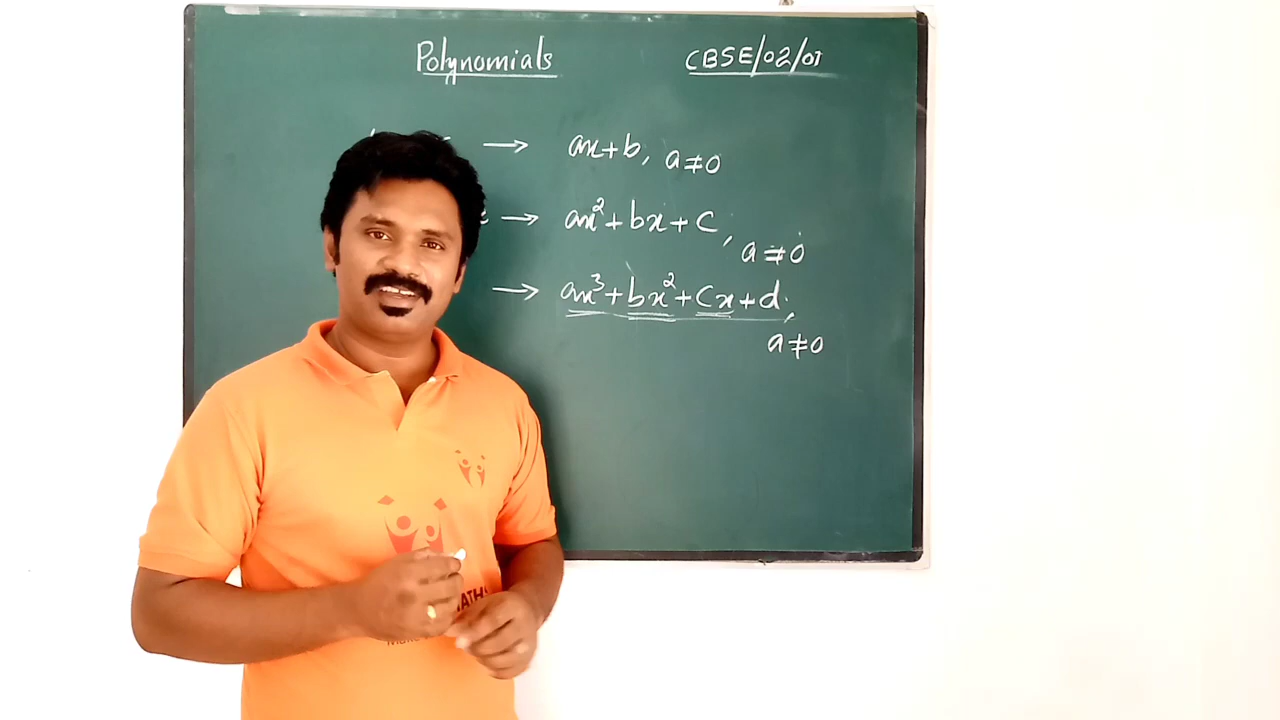 Polynomials CBSE/02/01
→ ax+b, a≠0
→ ax²+bx+c, a≠0
→ ax³+bx²+cx+d, a≠0